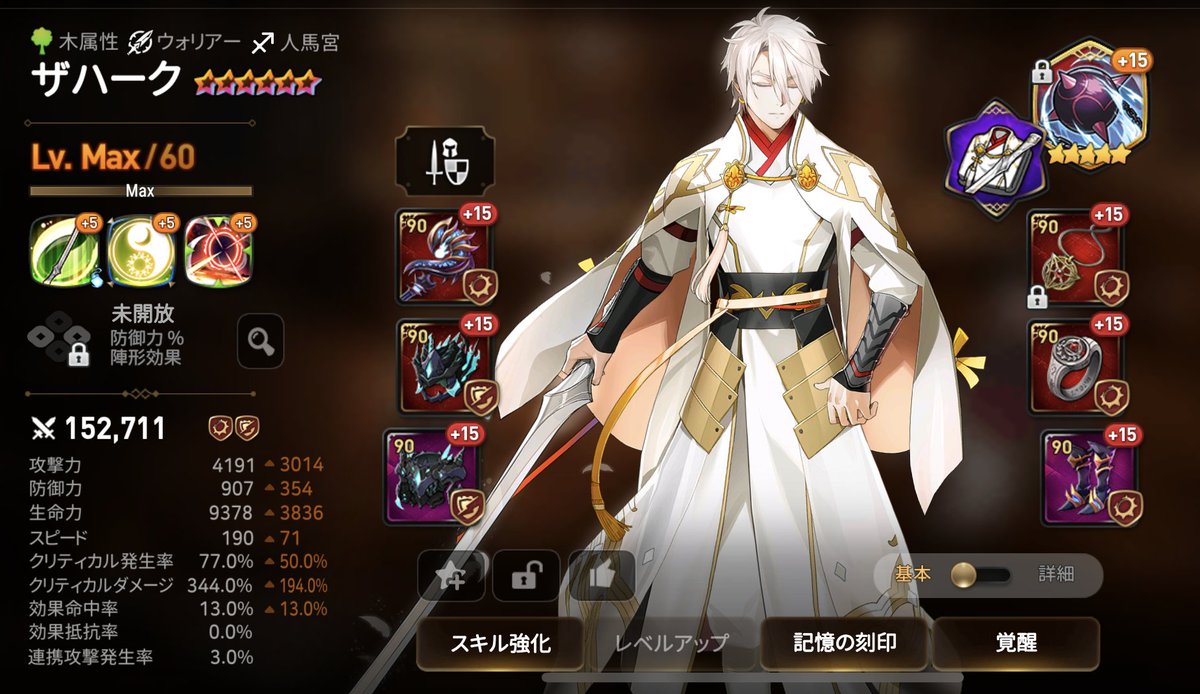 木属性 ウォリアー 人馬宮
ザハーク
Lv. Max/60
Max
+5 +5 +5
未開放
防御力 %
陣形効果
152,711
攻撃力 4191 3014
防御力 907 354
生命力 9378 3836
スピード 190 71
クリティカル発生率 77.0% 50.0%
クリティカルダメージ 344.0% 194.0%
効果命中率 13.0% 13.0%
効果抵抗率 0.0%
連携攻撃発生率 3.0%
90 +15
90 +15
90 +15
+15
90 +15
90 +15
90 +15
基本 詳細
スキル強化 レベルアップ 記憶の刻印 覚醒